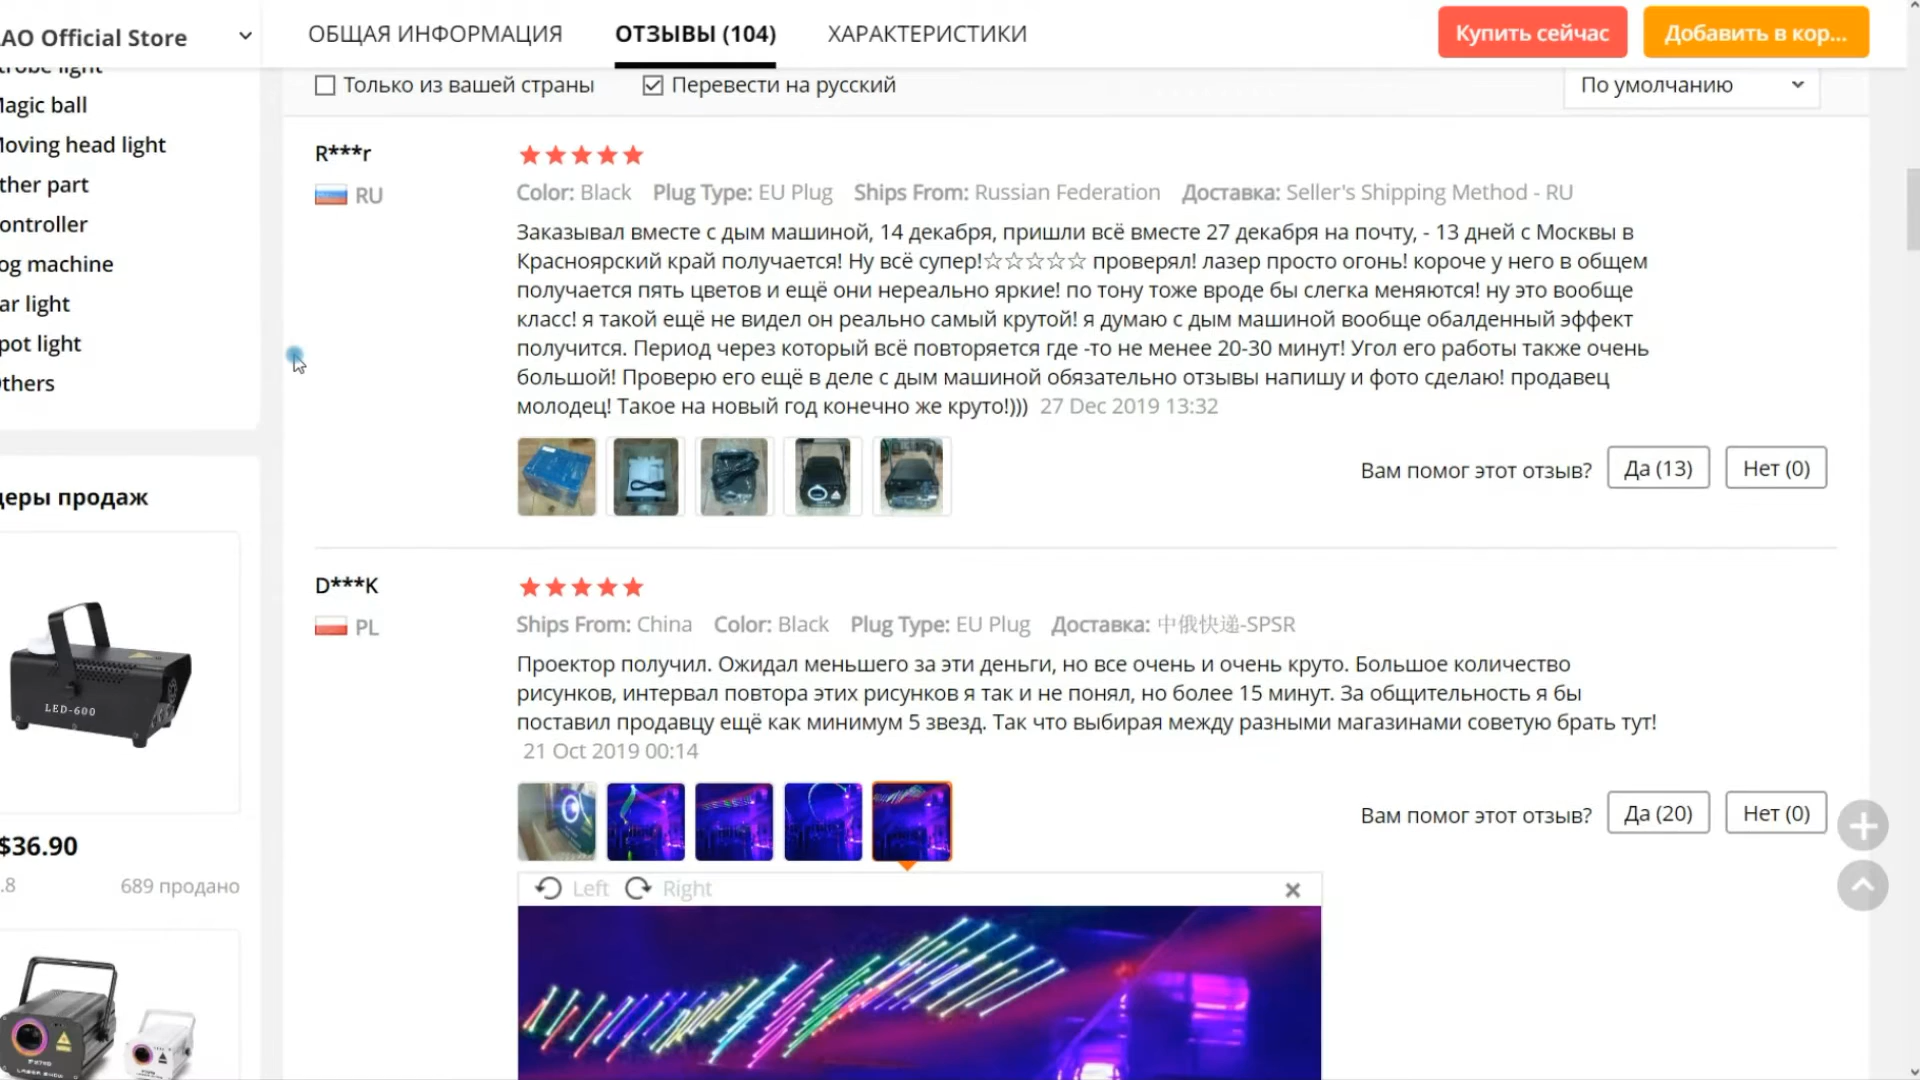 AO Official Store
ОБЩАЯ ИНФОРМАЦИЯ
ОТЗЫВЫ (104)
ХАРАКТЕРИСТИКИ
Купить сейчас
Добавить в кор...
trobe light
Magic ball
Moving head light
ther part
ontroller
og machine
ar light
pot light
thers
деры продаж
LED-600
$36.90
.8
689 продано
Только из вашей страны
Перевести на русский
По умолчанию
R***r
RU
Color: Black Plug Type: EU Plug Ships From: Russian Federation Доставка: Seller's Shipping Method - RU
Заказывал вместе с дым машиной, 14 декабря, пришли всё вместе 27 декабря на почту, - 13 дней с Москвы в
Красноярский край получается! Ну всё супер!☆☆☆☆☆ проверял! лазер просто огонь! короче у него в общем
получается пять цветов и ещё они нереально яркие! по тону тоже вроде бы слегка меняются! ну это вообще
класс! я такой ещё не видел он реально самый крутой! я думаю с дым машиной вообще обалденный эффект
получится. Период через который всё повторяется где -то не менее 20-30 минут! Угол его работы также очень
большой! Проверю его ещё в деле с дым машиной обязательно отзывы напишу и фото сделаю! продавец
молодец! Такое на новый год конечно же круто!))) 27 Dec 2019 13:32
Вам помог этот отзыв? Да (13) Нет (0)
D***K
PL
Ships From: China Color: Black Plug Type: EU Plug Доставка: 中俄快递-SPSR
Проектор получил. Ожидал меньшего за эти деньги, но все очень и очень круто. Большое количество
рисунков, интервал повтора этих рисунков я так и не понял, но более 15 минут. За общительность я бы
поставил продавцу ещё как минимум 5 звезд. Так что выбирая между разными магазинами советую брать тут!
21 Oct 2019 00:14
Вам помог этот отзыв? Да (20) Нет (0)
Left Right